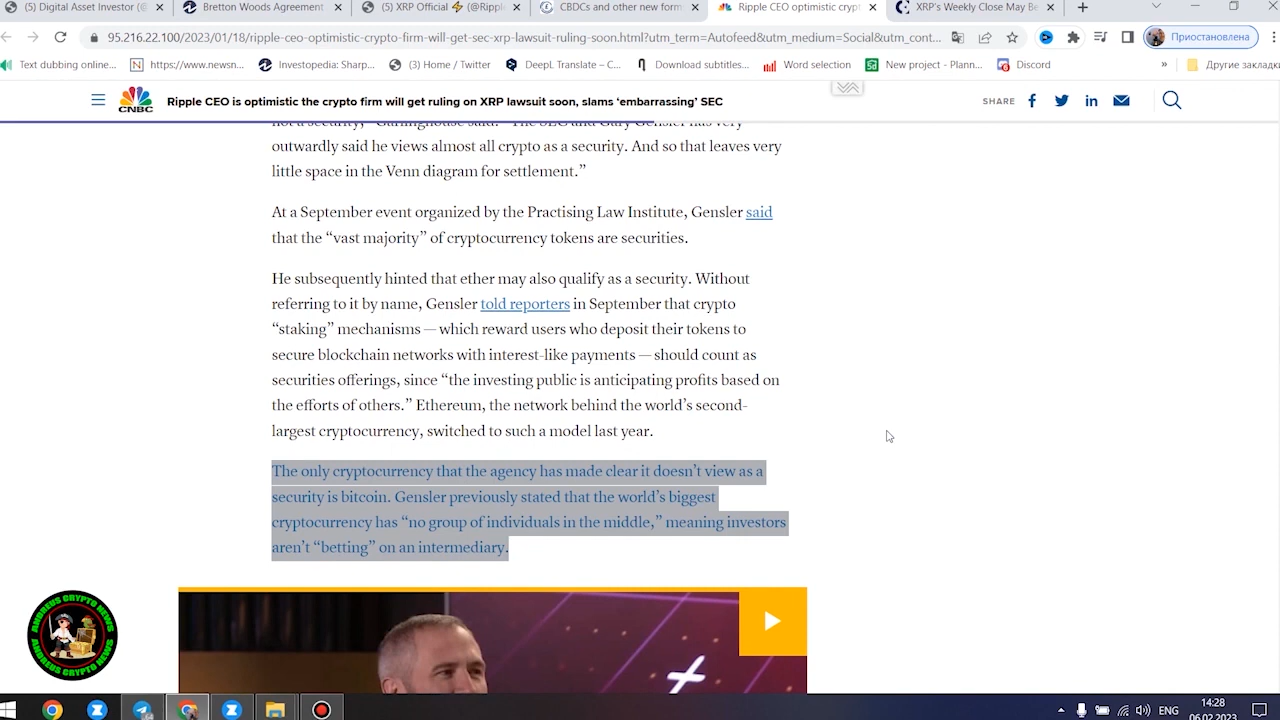 (5) Digital Asset Investor (@
Bretton Woods Agreement
(5) XRP Official⚡(@Rippl
CBDCs and other new form
Ripple CEO optimistic crypt
XRP's Weekly Close May Be
95.216.22.100/2023/01/18/ripple-ceo-optimistic-crypto-firm-will-get-sec-xrp-lawsuit-ruling-soon.html?utm_term=Autofeed&utm_medium=Social&utm_cont...
Приостановлена
Text dubbing online...
https://www.newsn...
Investopedia: Sharp...
(3) Home / Twitter
DeepL Translate – C...
Download subtitles...
Word selection
New project - Plann...
Discord
»
Другие закладки
CNBC
Ripple CEO is optimistic the crypto firm will get ruling on XRP lawsuit soon, slams ‘embarrassing’ SEC
SHARE
not a security,” Garlinghouse said. “The SEC and Gary Gensler has very
outwardly said he views almost all crypto as a security. And so that leaves very
little space in the Venn diagram for settlement.”
At a September event organized by the Practising Law Institute, Gensler said
that the “vast majority” of cryptocurrency tokens are securities.
He subsequently hinted that ether may also qualify as a security. Without
referring to it by name, Gensler told reporters in September that crypto
“staking” mechanisms — which reward users who deposit their tokens to
secure blockchain networks with interest-like payments — should count as
securities offerings, since “the investing public is anticipating profits based on
the efforts of others.” Ethereum, the network behind the world’s second-
largest cryptocurrency, switched to such a model last year.
The only cryptocurrency that the agency has made clear it doesn’t view as a
security is bitcoin. Gensler previously stated that the world’s biggest
cryptocurrency has “no group of individuals in the middle,” meaning investors
aren’t “betting” on an intermediary.
ANDREUS CRYPTO NEWS
ANDREUS CRYPTO NEWS
ENG
14:28
06.02.2023